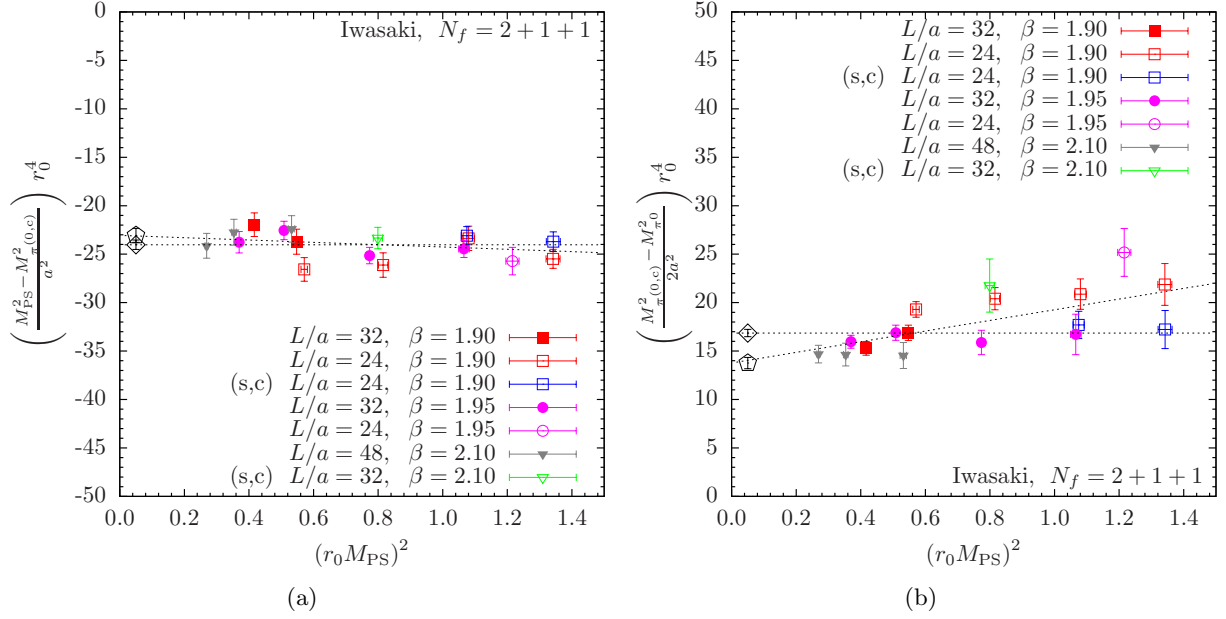 Iwasaki, N_f = 2 + 1 + 1
0
-5
-10
-15
-20
-25
-30
-35
-40
-45
-50
(M²_PS − M²_π(0,c) / a²) r₀⁴
L/a = 32, β = 1.90
L/a = 24, β = 1.90
(s,c) L/a = 24, β = 1.90
L/a = 32, β = 1.95
L/a = 24, β = 1.95
L/a = 48, β = 2.10
(s,c) L/a = 32, β = 2.10
0.0 0.2 0.4 0.6 0.8 1.0 1.2 1.4
(r₀M_PS)²
(a)
50
45
40
35
30
25
20
15
10
5
0
(M²_π(0,c) − M²_π0 / 2a²) r₀⁴
L/a = 32, β = 1.90
L/a = 24, β = 1.90
(s,c) L/a = 24, β = 1.90
L/a = 32, β = 1.95
L/a = 24, β = 1.95
L/a = 48, β = 2.10
(s,c) L/a = 32, β = 2.10
Iwasaki, N_f = 2 + 1 + 1
0.0 0.2 0.4 0.6 0.8 1.0 1.2 1.4
(r₀M_PS)²
(b)